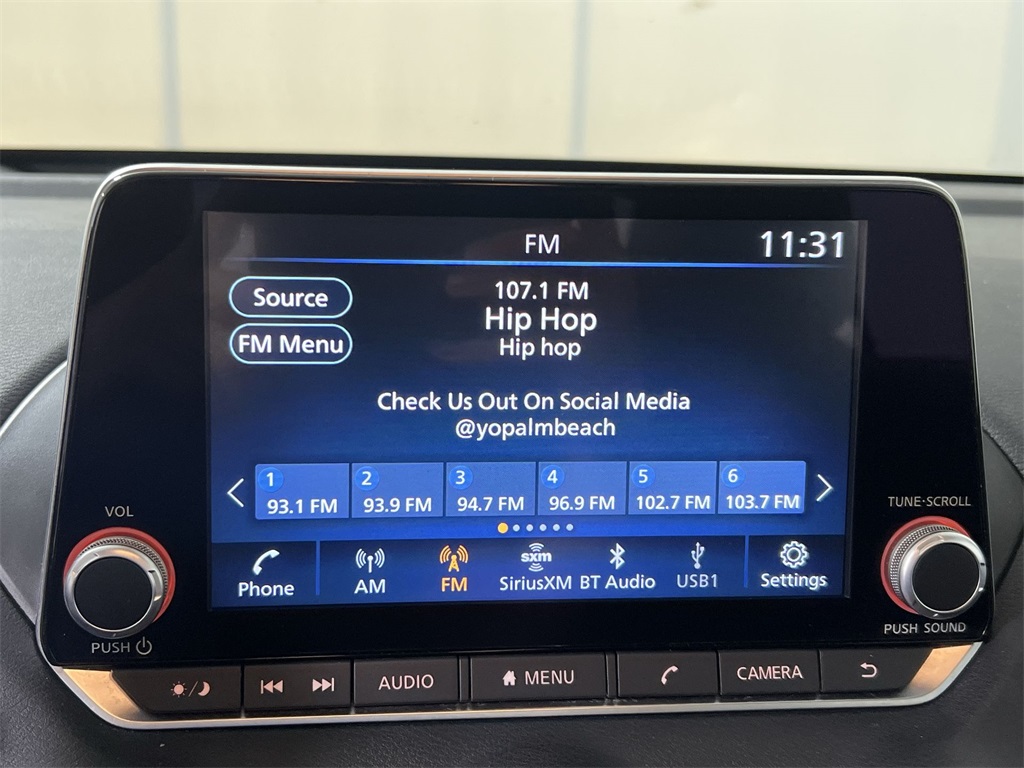 FM
11:31
Source
FM Menu
107.1 FM
Hip Hop
Hip hop
Check Us Out On Social Media
@yopalmbeach
1
93.1 FM
2
93.9 FM
3
94.7 FM
4
96.9 FM
5
102.7 FM
6
103.7 FM
VOL
PUSH
TUNE·SCROLL
PUSH SOUND
Phone
AM
FM
sxm
SiriusXM
BT Audio
USB1
Settings
AUDIO
MENU
CAMERA